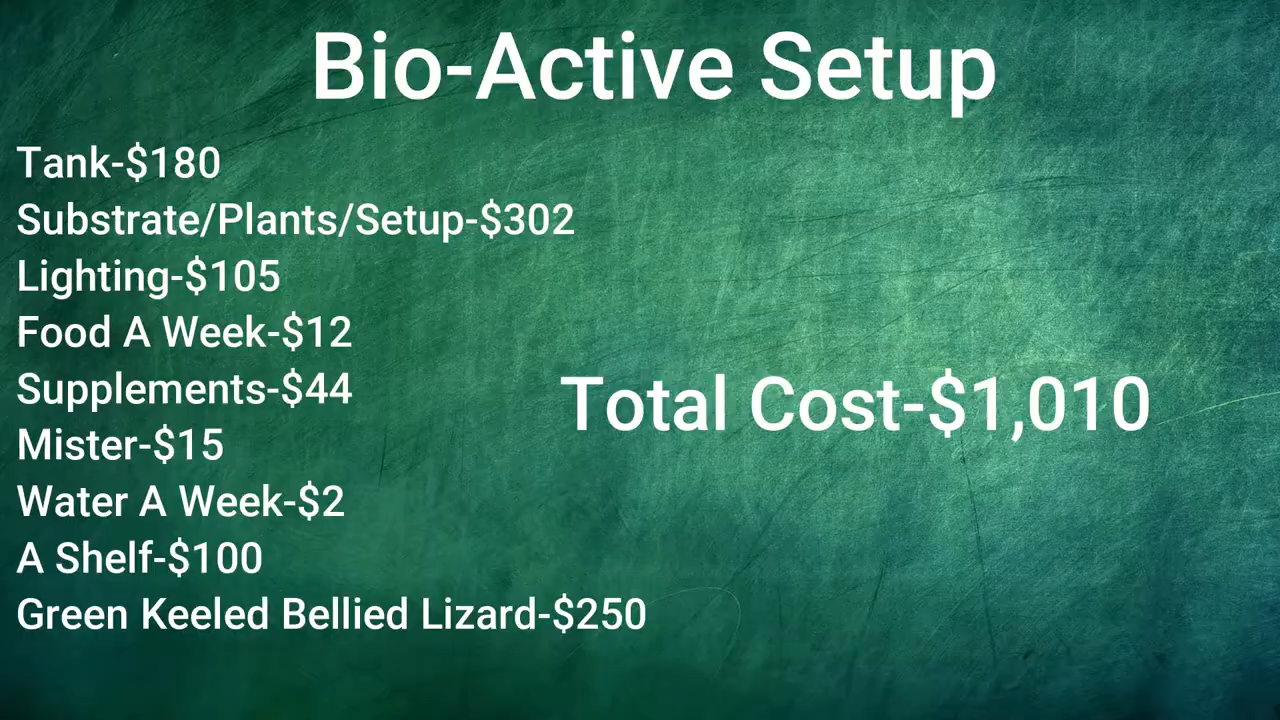 Bio-Active Setup
Tank-$180
Substrate/Plants/Setup-$302
Lighting-$105
Food A Week-$12
Supplements-$44
Mister-$15
Water A Week-$2
A Shelf-$100
Green Keeled Bellied Lizard-$250
Total Cost-$1,010